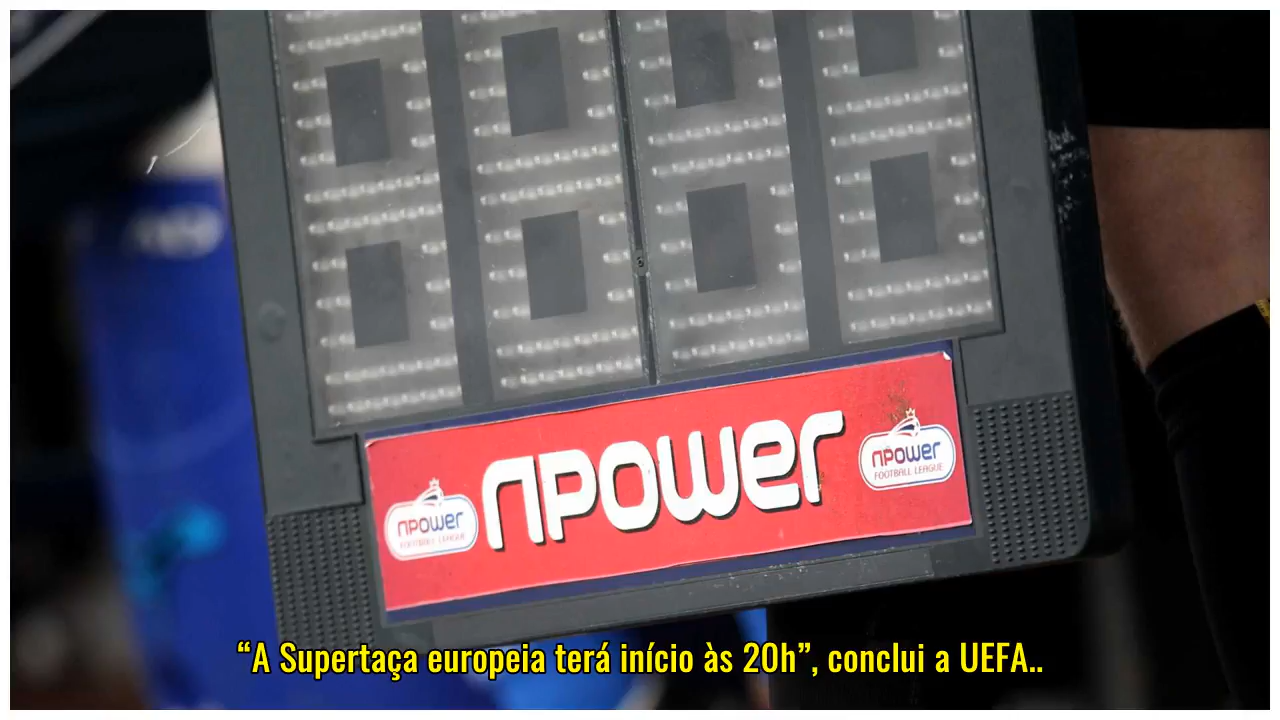 npower
npower
FOOTBALL LEAGUE
npower
FOOTBALL LEAGUE
“A Supertaça europeia terá início às 20h”, conclui a UEFA..